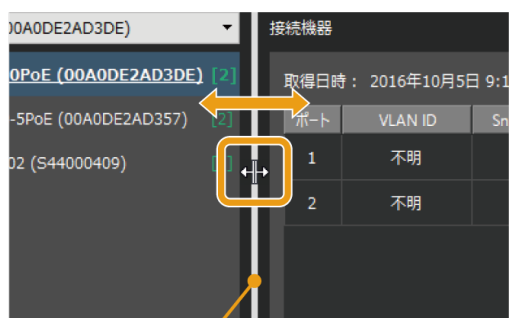 00A0DE2AD3DE)
0PoE (00A0DE2AD3DE) [2]
-5PoE (00A0DE2AD357) [2]
02 (S44000409)
接続機器
取得日時： 2016年10月5日 9:1
ポート VLAN ID Sn
1 不明
2 不明